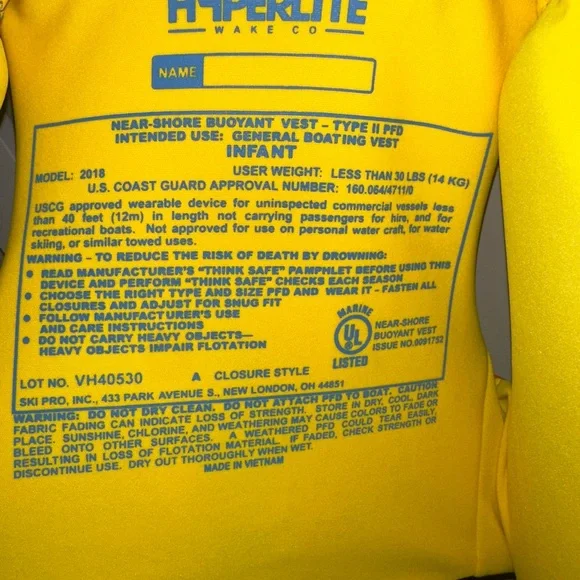 HYPERLITE
WAKE CO
NAME
NEAR-SHORE BUOYANT VEST – TYPE II PFD
INTENDED USE: GENERAL BOATING VEST
INFANT
MODEL: 2018 USER WEIGHT: LESS THAN 30 LBS (14 KG)
U.S. COAST GUARD APPROVAL NUMBER: 160.064/4711/0
USCG approved wearable device for uninspected commercial vessels less
than 40 feet (12m) in length not carrying passengers for hire, and for
recreational boats. Not approved for use on personal water craft, for water
skiing, or similar towed uses.
WARNING – TO REDUCE THE RISK OF DEATH BY DROWNING:
• READ MANUFACTURER'S "THINK SAFE" PAMPHLET BEFORE USING THIS
DEVICE AND PERFORM "THINK SAFE" CHECKS EACH SEASON
• CHOOSE THE RIGHT TYPE AND SIZE PFD AND WEAR IT – FASTEN ALL
CLOSURES AND ADJUST FOR SNUG FIT
• FOLLOW MANUFACTURER'S USE
AND CARE INSTRUCTIONS
• DO NOT CARRY HEAVY OBJECTS—
HEAVY OBJECTS IMPAIR FLOTATION
MARINE
UL
LISTED
NEAR-SHORE
BUOYANT VEST
ISSUE NO.0091752
LOT NO. VH40530 A CLOSURE STYLE
SKI PRO, INC., 433 PARK AVENUE S., NEW LONDON, OH 44851
WARNING: DO NOT DRY CLEAN. DO NOT ATTACH PFD TO BOAT. CAUTION
FABRIC FADING CAN INDICATE LOSS OF STRENGTH. STORE IN DRY, COOL, DARK
PLACE. SUNSHINE, CHLORINE, AND WEATHERING MAY CAUSE COLORS TO FADE OR
BLEED ONTO OTHER SURFACES. A WEATHERED PFD COULD TEAR EASILY,
RESULTING IN LOSS OF FLOTATION MATERIAL. IF FADED, CHECK STRENGTH OR
DISCONTINUE USE. DRY OUT THOROUGHLY WHEN WET.
MADE IN VIETNAM